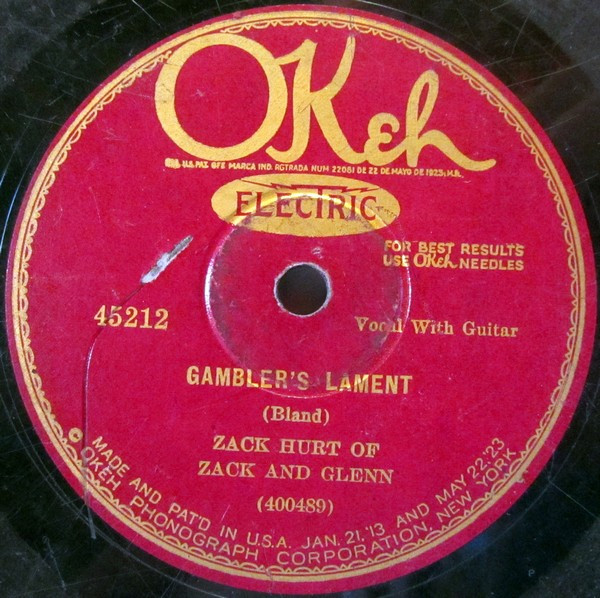 OKeh
REG. U.S. PAT. OFF. MARCA IND. RGTRADA NUM 22081 DE 22 DE MAYO DE 1923; M.R.
ELECTRIC
FOR BEST RESULTS
USE OKeh NEEDLES
45212
Vocal With Guitar
GAMBLER'S LAMENT
(Bland)
ZACK HURT OF
ZACK AND GLENN
(400489)
© MADE AND PAT'D IN U.S.A. JAN. 21, '13 AND MAY 22 '23
OKEH PHONOGRAPH CORPORATION, NEW YORK